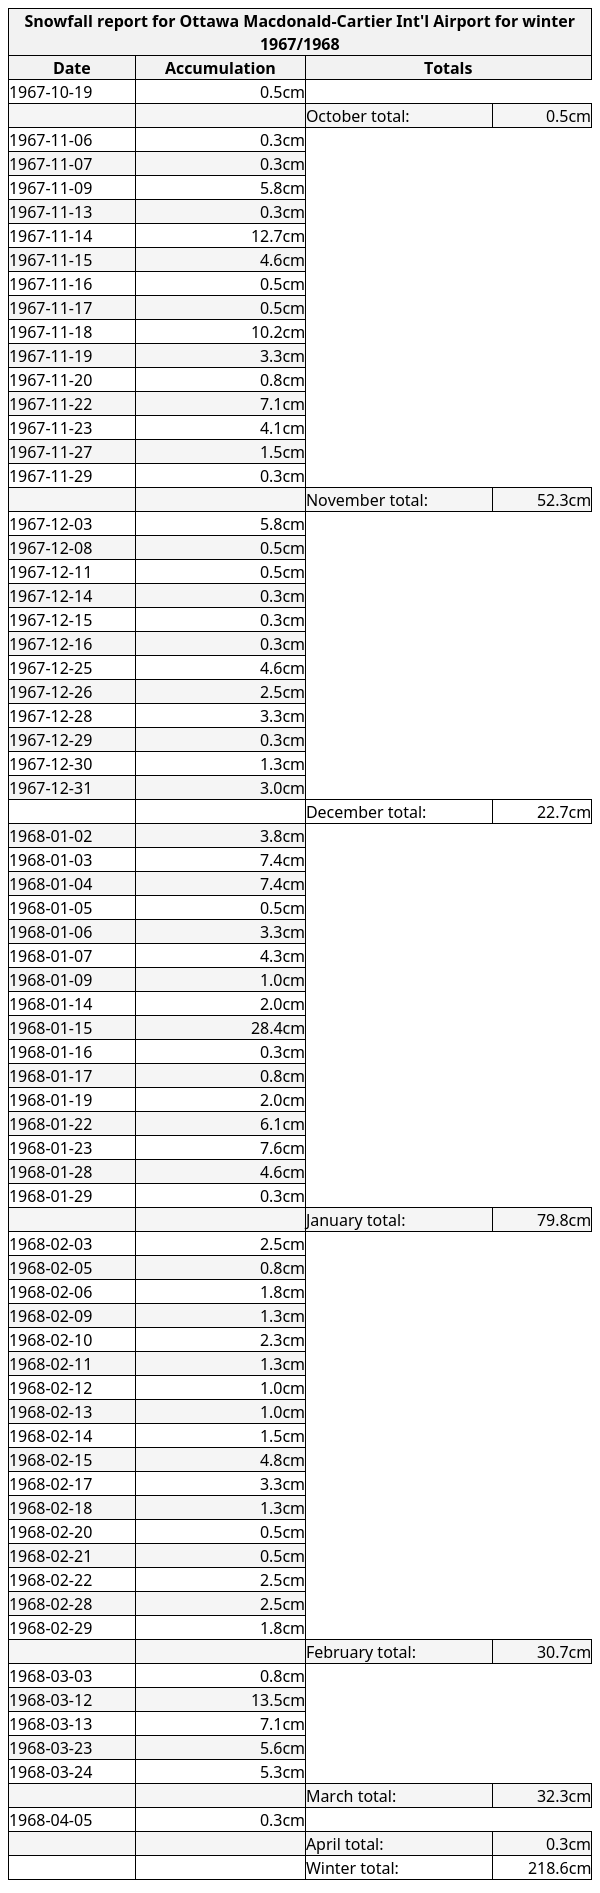 Snowfall report for Ottawa Macdonald-Cartier Int'l Airport for winter
1967/1968
Date Accumulation Totals
1967-10-19 0.5cm
October total: 0.5cm
1967-11-06 0.3cm
1967-11-07 0.3cm
1967-11-09 5.8cm
1967-11-13 0.3cm
1967-11-14 12.7cm
1967-11-15 4.6cm
1967-11-16 0.5cm
1967-11-17 0.5cm
1967-11-18 10.2cm
1967-11-19 3.3cm
1967-11-20 0.8cm
1967-11-22 7.1cm
1967-11-23 4.1cm
1967-11-27 1.5cm
1967-11-29 0.3cm
November total: 52.3cm
1967-12-03 5.8cm
1967-12-08 0.5cm
1967-12-11 0.5cm
1967-12-14 0.3cm
1967-12-15 0.3cm
1967-12-16 0.3cm
1967-12-25 4.6cm
1967-12-26 2.5cm
1967-12-28 3.3cm
1967-12-29 0.3cm
1967-12-30 1.3cm
1967-12-31 3.0cm
December total: 22.7cm
1968-01-02 3.8cm
1968-01-03 7.4cm
1968-01-04 7.4cm
1968-01-05 0.5cm
1968-01-06 3.3cm
1968-01-07 4.3cm
1968-01-09 1.0cm
1968-01-14 2.0cm
1968-01-15 28.4cm
1968-01-16 0.3cm
1968-01-17 0.8cm
1968-01-19 2.0cm
1968-01-22 6.1cm
1968-01-23 7.6cm
1968-01-28 4.6cm
1968-01-29 0.3cm
January total: 79.8cm
1968-02-03 2.5cm
1968-02-05 0.8cm
1968-02-06 1.8cm
1968-02-09 1.3cm
1968-02-10 2.3cm
1968-02-11 1.3cm
1968-02-12 1.0cm
1968-02-13 1.0cm
1968-02-14 1.5cm
1968-02-15 4.8cm
1968-02-17 3.3cm
1968-02-18 1.3cm
1968-02-20 0.5cm
1968-02-21 0.5cm
1968-02-22 2.5cm
1968-02-28 2.5cm
1968-02-29 1.8cm
February total: 30.7cm
1968-03-03 0.8cm
1968-03-12 13.5cm
1968-03-13 7.1cm
1968-03-23 5.6cm
1968-03-24 5.3cm
March total: 32.3cm
1968-04-05 0.3cm
April total: 0.3cm
Winter total: 218.6cm